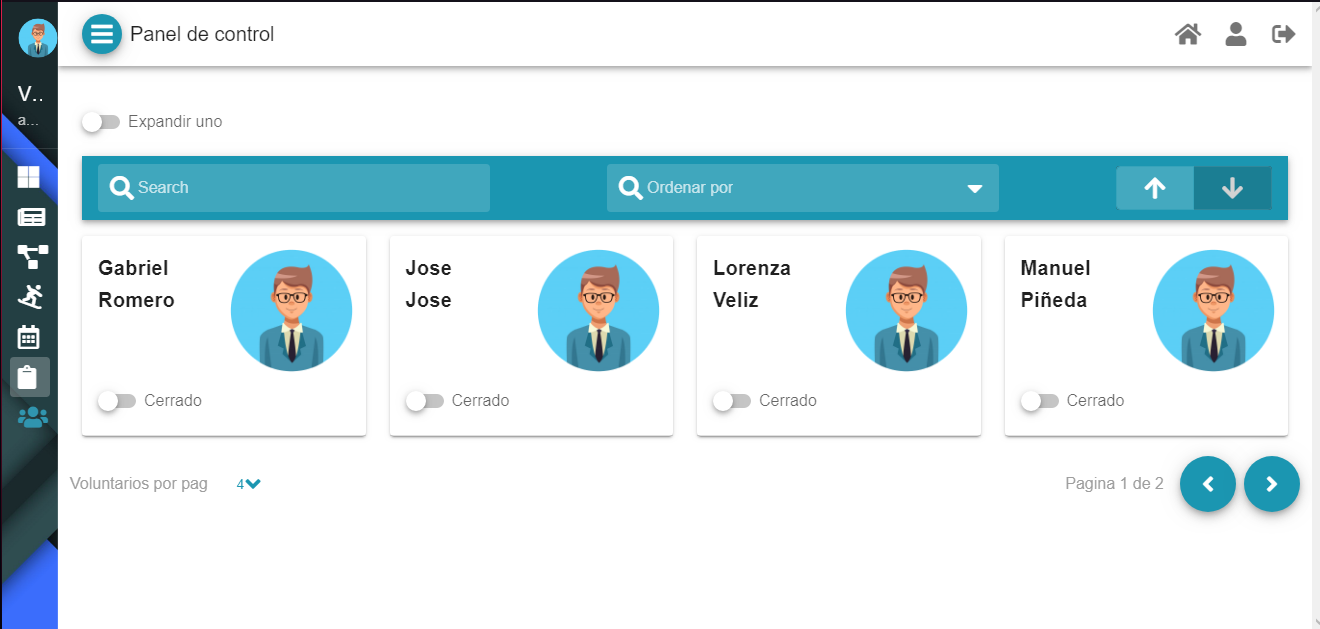 Panel de control
V..
a...
Expandir uno
Search
Ordenar por
Gabriel
Romero
Cerrado
Jose
Jose
Cerrado
Lorenza
Veliz
Cerrado
Manuel
Piñeda
Cerrado
Voluntarios por pag
4
Pagina 1 de 2